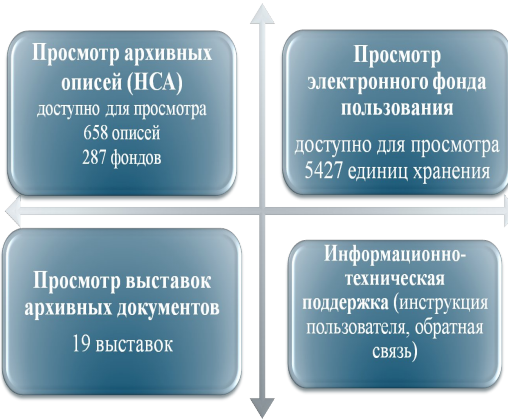 Просмотр архивных
описей (НСА)
доступно для просмотра
658 описей
287 фондов
Просмотр
электронного фонда
пользования
доступно для просмотра
5427 единиц хранения
Просмотр выставок
архивных документов
19 выставок
Информационно-
техническая
поддержка (инструкция
пользователя, обратная
связь)